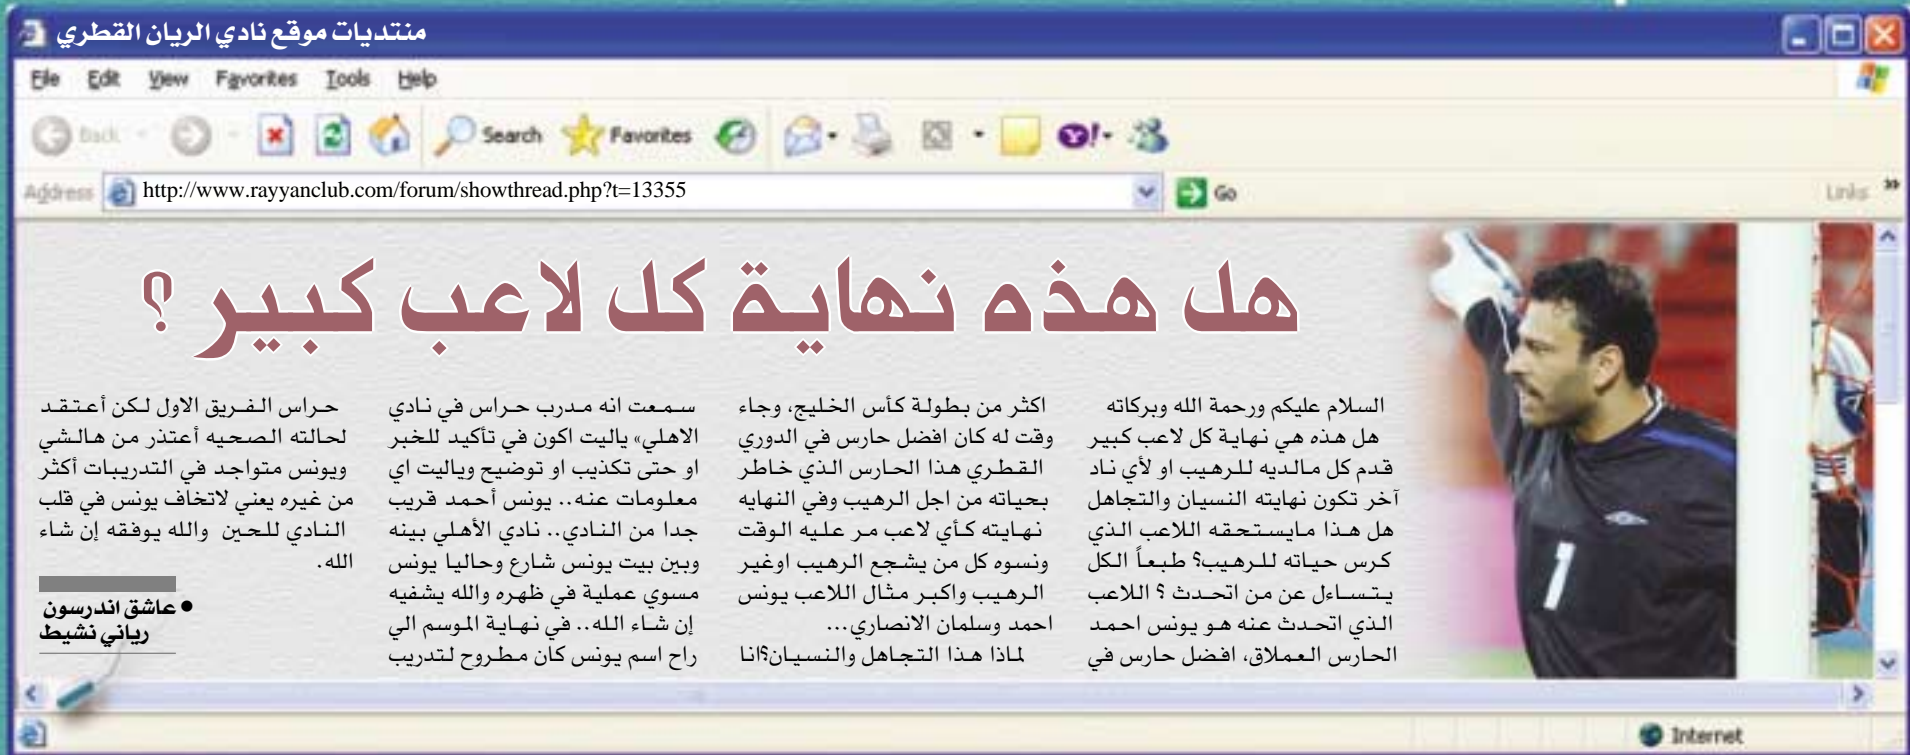 منتديات موقع نادي الريان القطري
File Edit View Favorites Tools Help
Back Search Favorites
Address http://www.rayyanclub.com/forum/showthread.php?t=13355 Go Links
هل هذه نهاية كل لاعب كبير ؟
السلام عليكم ورحمة الله وبركاته
هل هذه هي نهاية كل لاعب كبير
قدم كل مالديه للرهيب او لأي ناد
آخر تكون نهايته النسيان والتجاهل
هل هذا مايستحقه اللاعب الذي
كرس حياته للرهيب؟ طبعاً الكل
يتساءل عن من اتحدث ؟ اللاعب
الذي اتحدث عنه هو يونس احمد
الحارس العملاق، افضل حارس في
اكثر من بطولة كأس الخليج، وجاء
وقت له كان افضل حارس في الدوري
القطري هذا الحارس الذي خاطر
بحياته من اجل الرهيب وفي النهايه
نهايته كأي لاعب مر عليه الوقت
ونسوه كل من يشجع الرهيب اوغير
الرهيب واكبر مثال اللاعب يونس
احمد وسلمان الانصاري...
لماذا هذا التجاهل والنسيان؟انا
سمعت انه مدرب حراس في نادي
الاهلي» ياليت اكون في تأكيد للخبر
او حتى تكذيب او توضيح وياليت اي
معلومات عنه.. يونس أحمد قريب
جدا من النادي.. نادي الأهلي بينه
وبين بيت يونس شارع وحاليا يونس
مسوي عملية في ظهره والله يشفيه
إن شاء الله.. في نهاية الموسم الي
راح اسم يونس كان مطروح لتدريب
حراس الفريق الاول لكن أعتقد
لحالته الصحيه أعتذر من هالشي
ويونس متواجد في التدريبات أكثر
من غيره يعني لاتخاف يونس في قلب
النادي للحين والله يوفقه إن شاء
الله.
● عاشق اندرسون
رياني نشيط
1
Internet